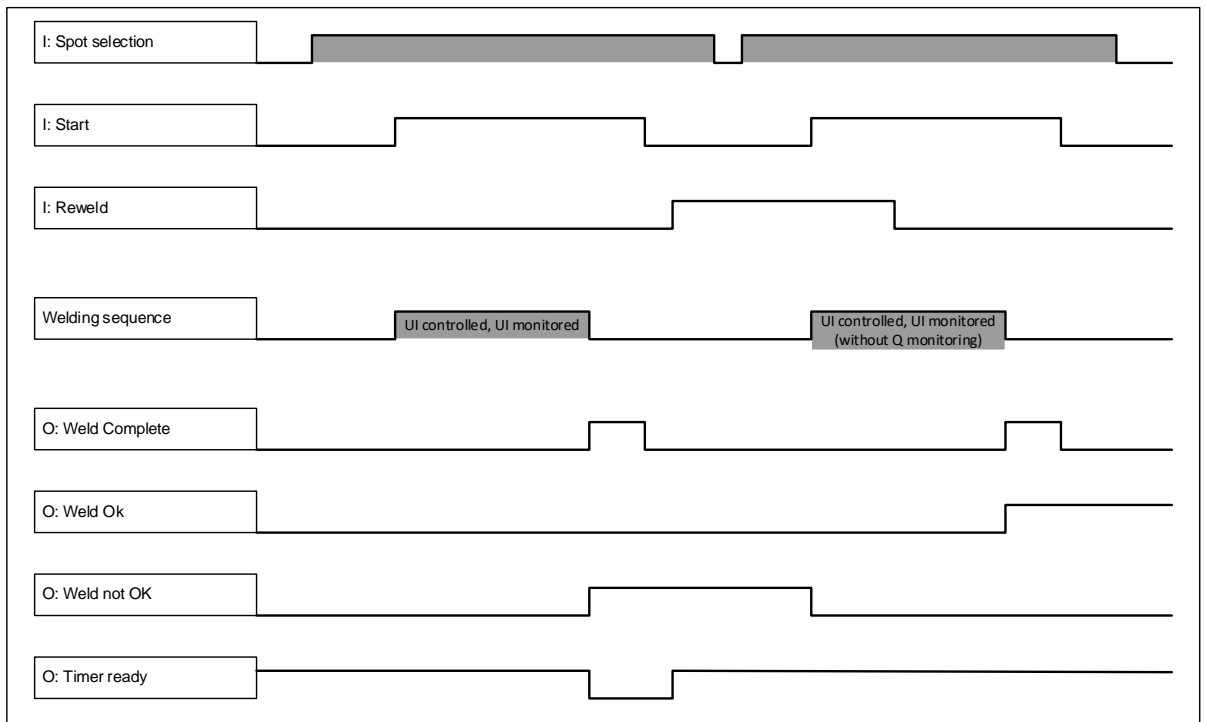 I: Spot selection
I: Start
I: Reweld
Welding sequence
UI controlled, UI monitored
UI controlled, UI monitored
(without Q monitoring)
O: Weld Complete
O: Weld Ok
O: Weld not OK
O: Timer ready